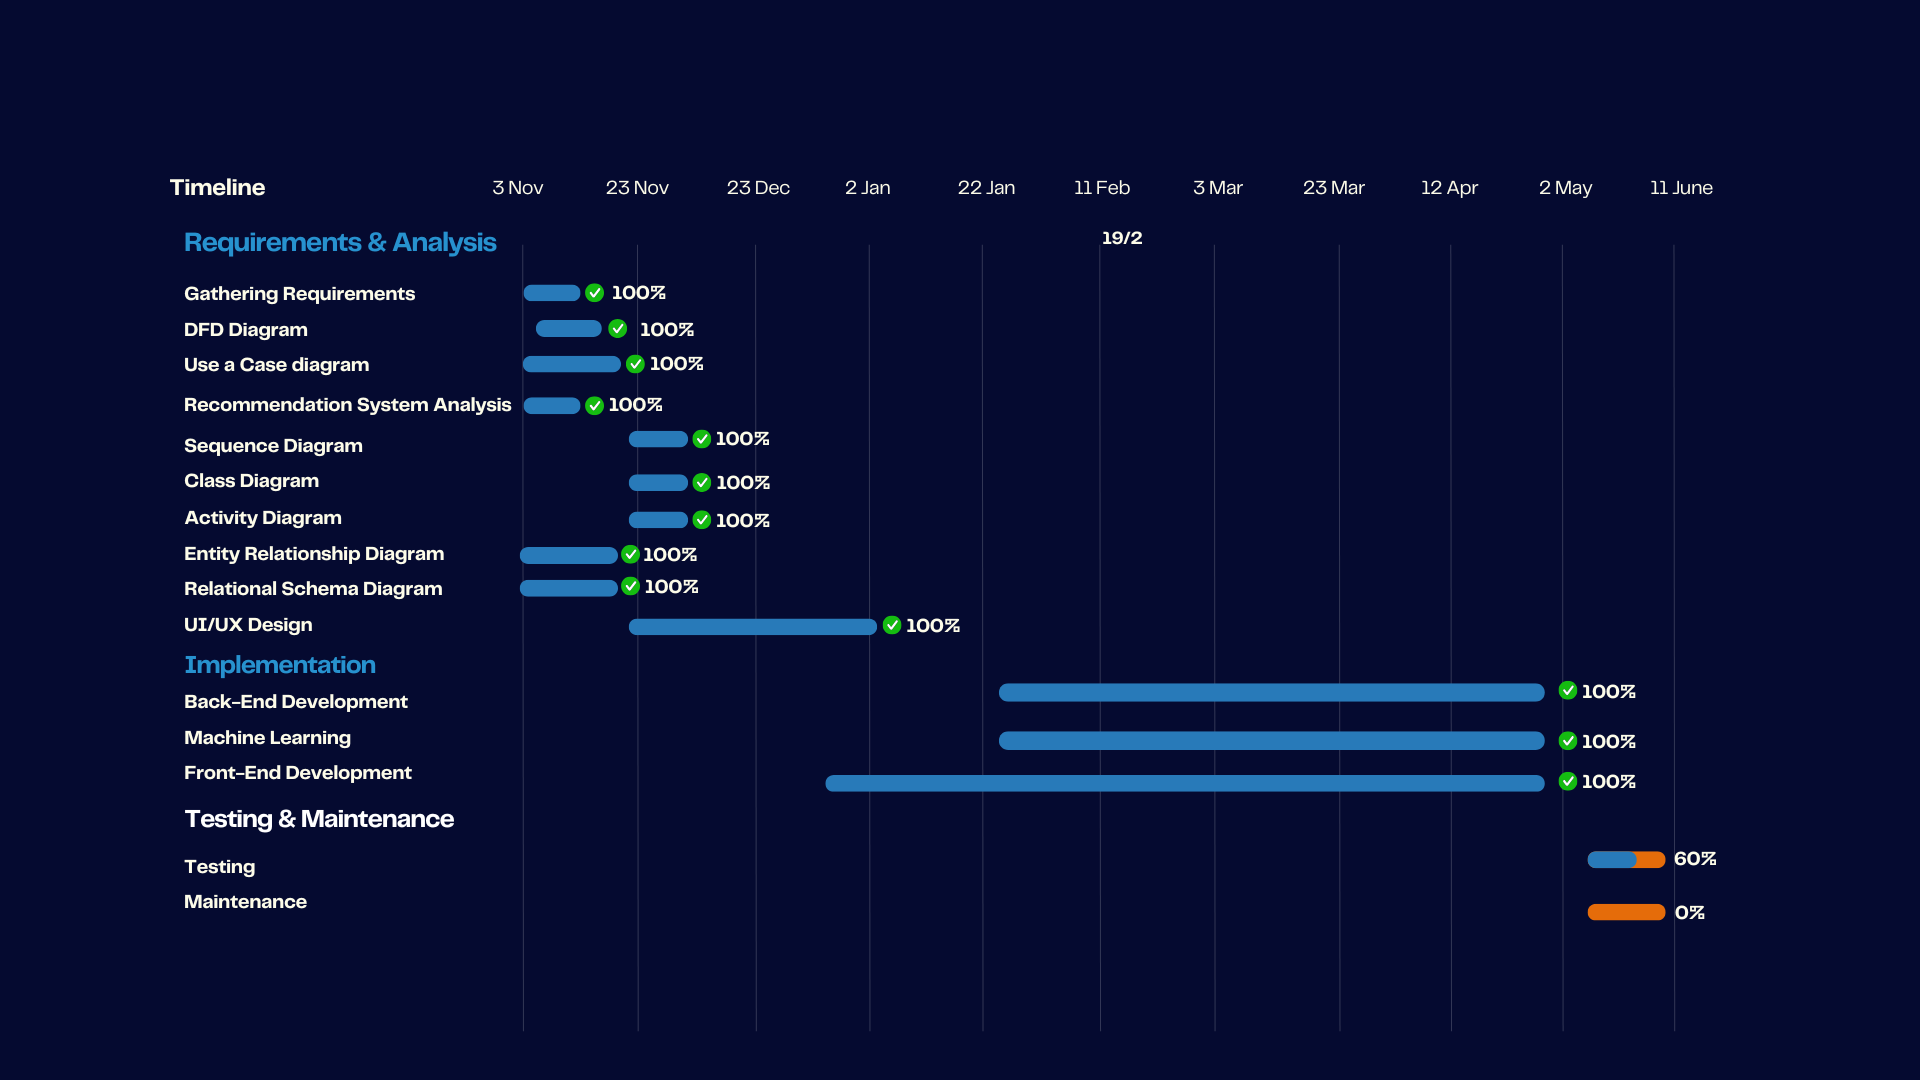 Timeline 3 Nov 23 Nov 23 Dec 2 Jan 22 Jan 11 Feb 3 Mar 23 Mar 12 Apr 2 May 11 June
Requirements & Analysis 19/2
Gathering Requirements 100%
DFD Diagram 100%
Use a Case diagram 100%
Recommendation System Analysis 100%
Sequence Diagram 100%
Class Diagram 100%
Activity Diagram 100%
Entity Relationship Diagram 100%
Relational Schema Diagram 100%
UI/UX Design 100%
Implementation
Back-End Development 100%
Machine Learning 100%
Front-End Development 100%
Testing & Maintenance
Testing 60%
Maintenance 0%